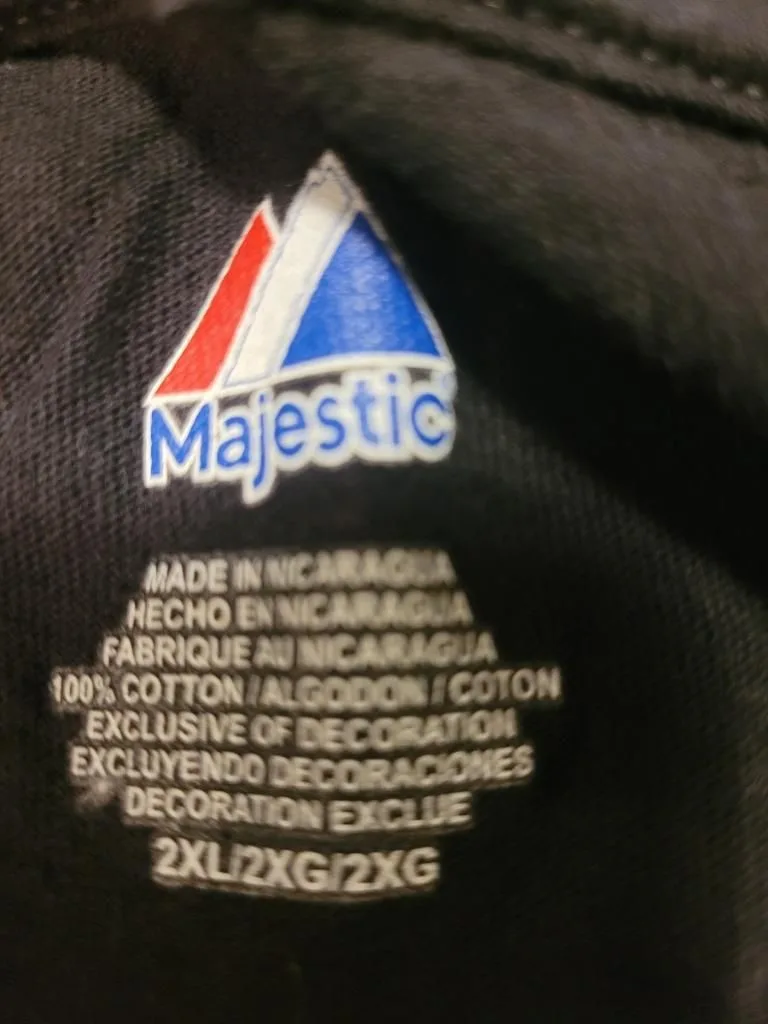 Majestic
MADE IN NICARAGUA
HECHO EN NICARAGUA
FABRIQUE AU NICARAGUA
100% COTTON / ALGODON / COTON
EXCLUSIVE OF DECORATION
EXCLUYENDO DECORACIONES
DECORATION EXCLUE
2XL/2XG/2XG